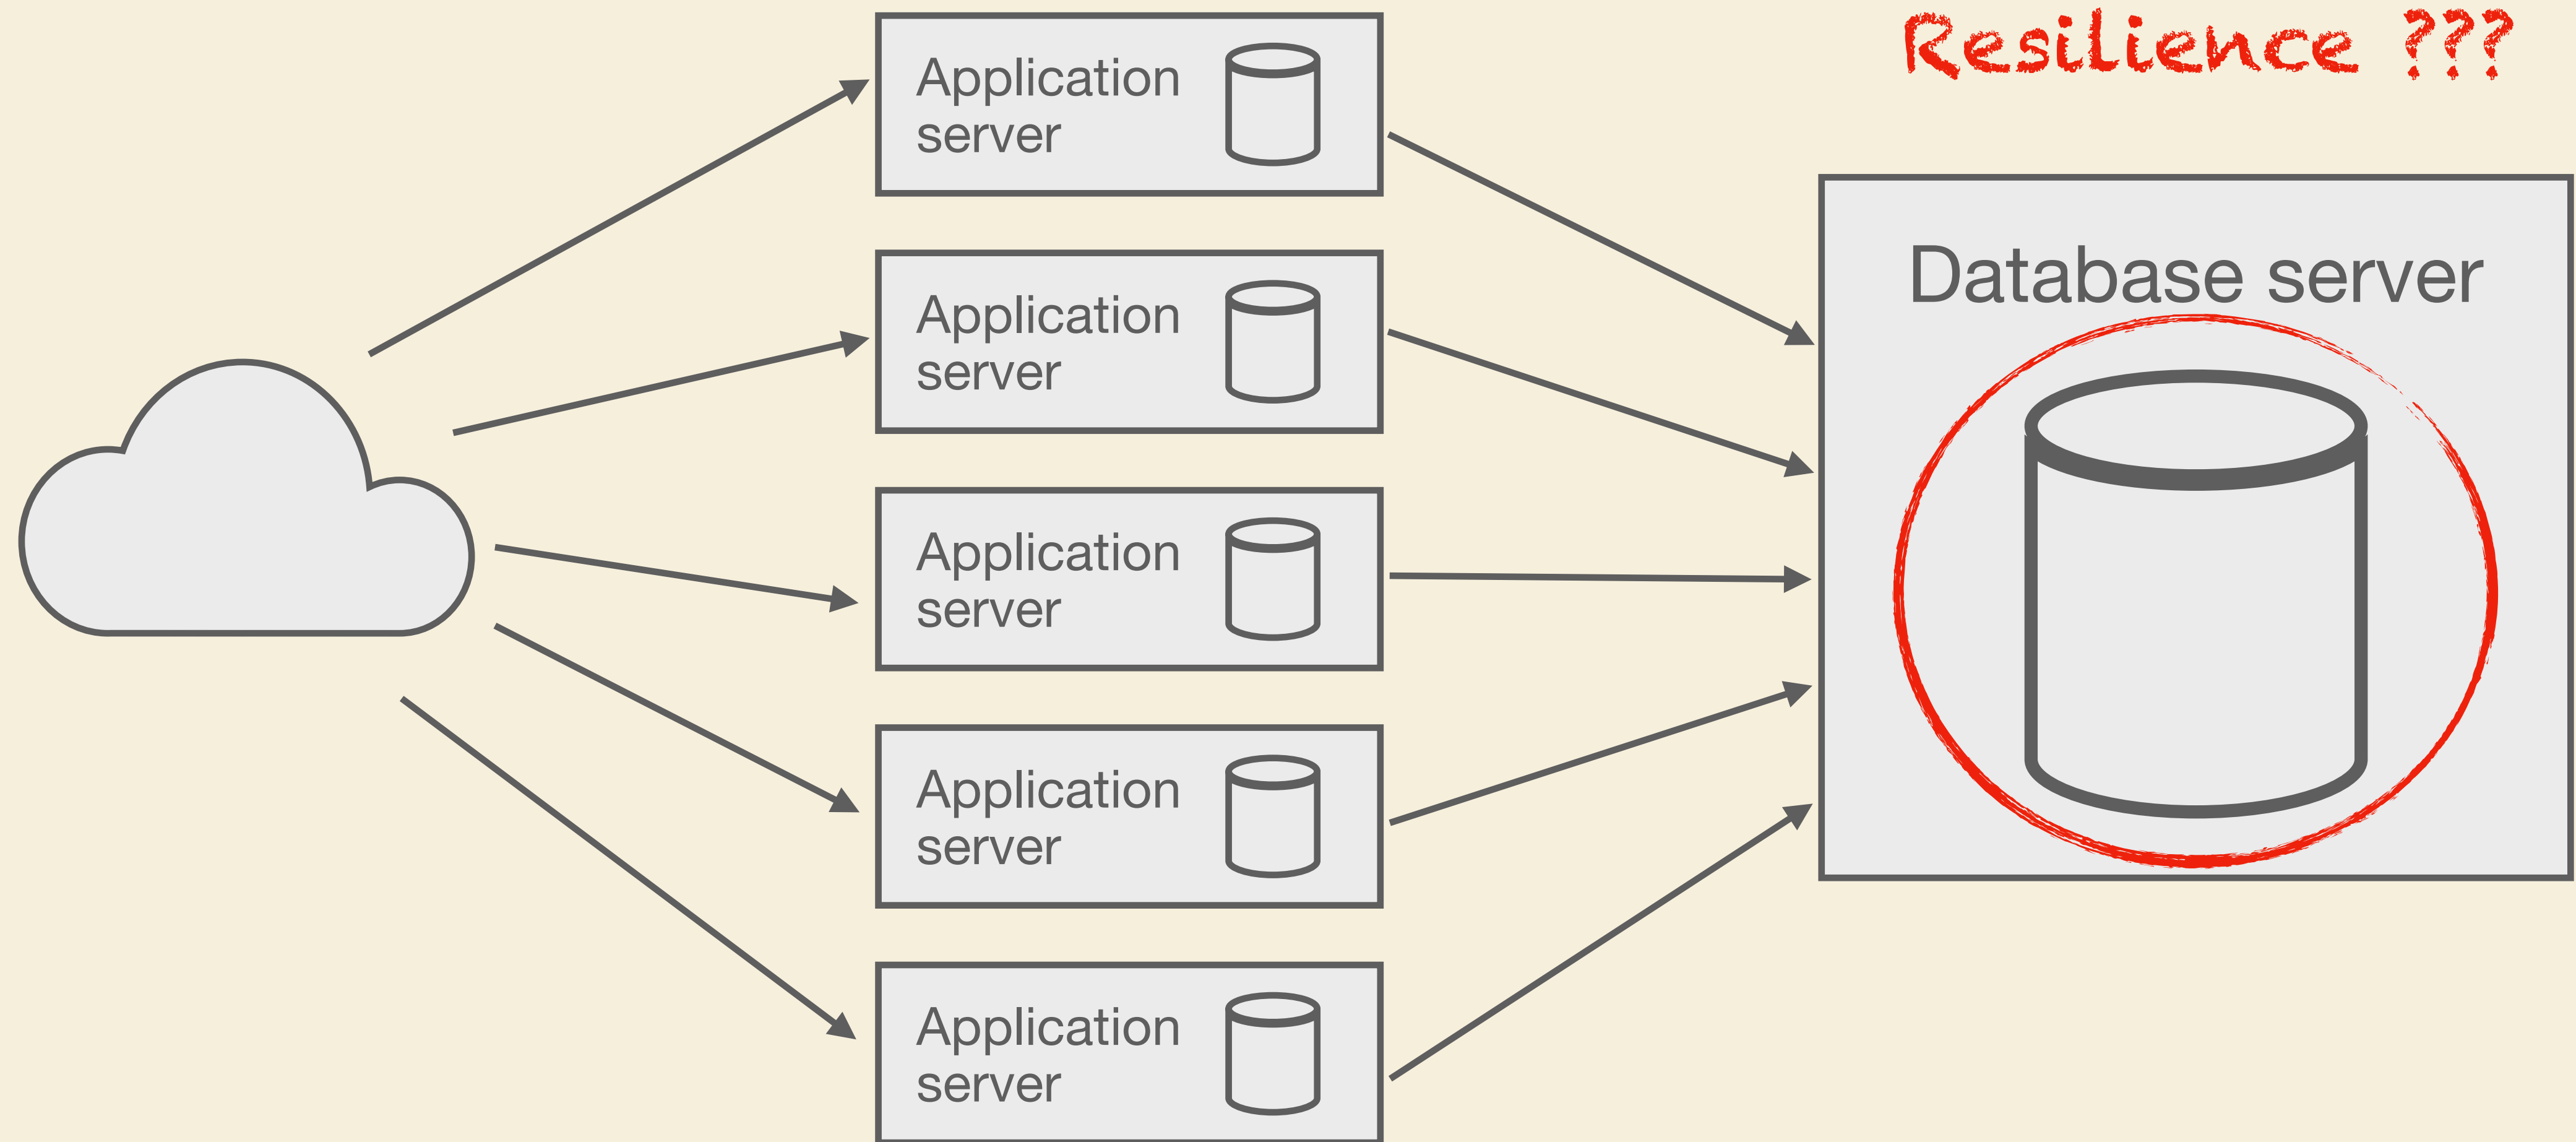 Resilience ???
Application
server
Application
server
Application
server
Application
server
Application
server
Database server